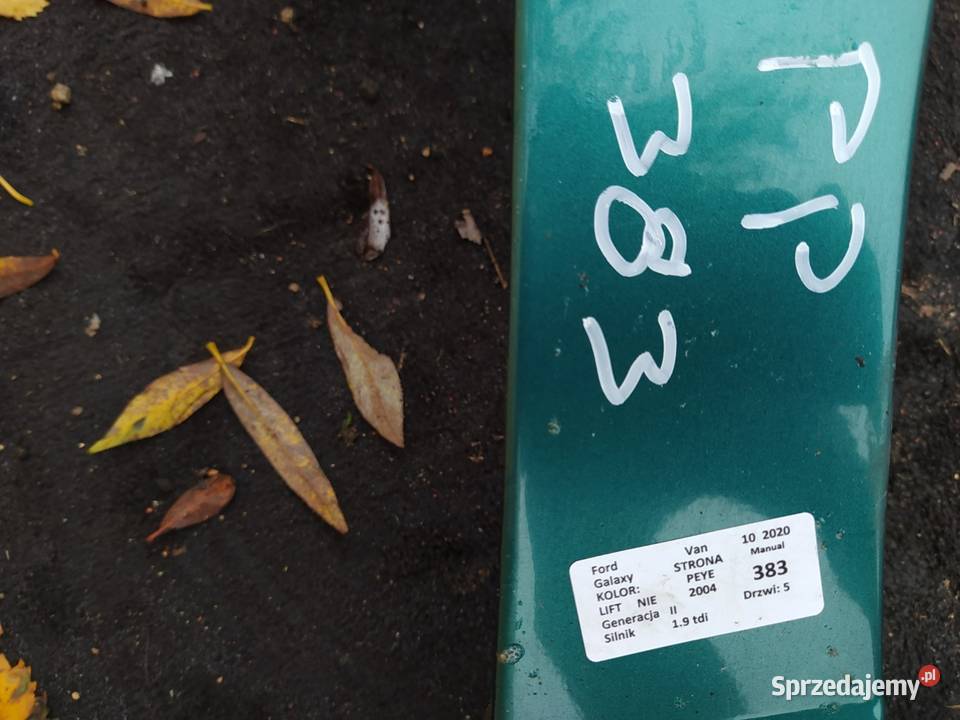 PP
383
Ford Van 10 2020
Galaxy STRONA Manual
KOLOR: PEYE 383
LIFT NIE 2004 Drzwi: 5
Generacja II
Silnik 1.9 tdi
Sprzedajemy.pl